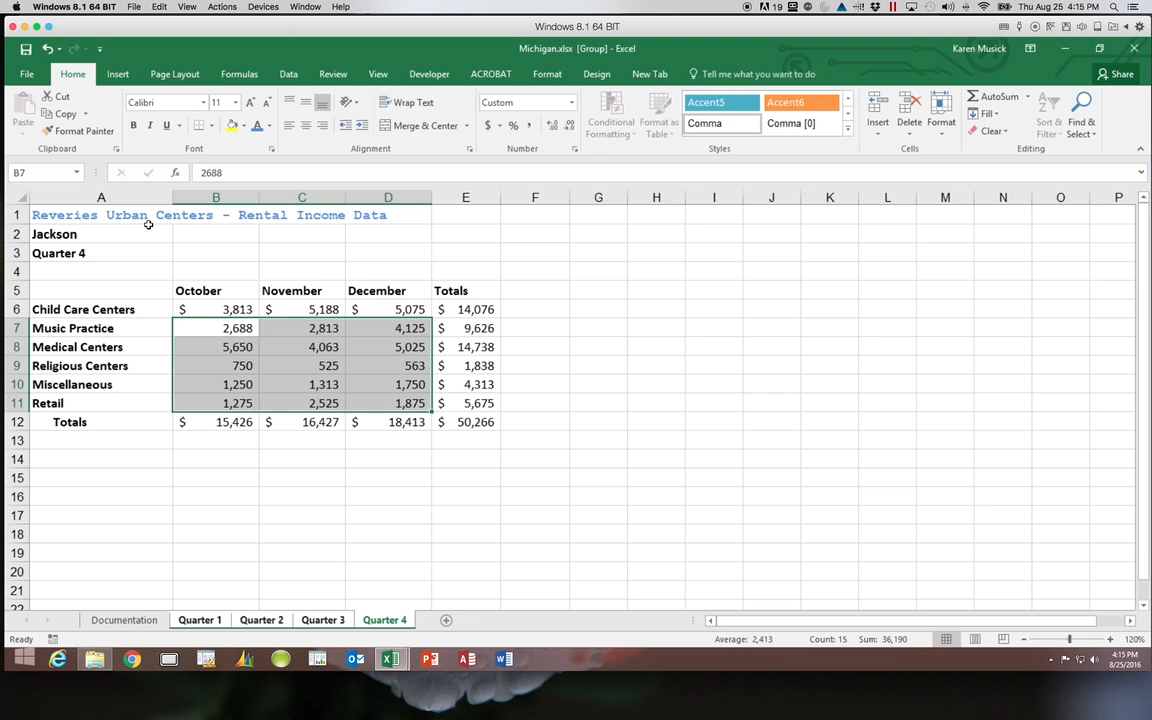 Windows 8.1 64 BIT File Edit View Actions Devices Window Help 19 Thu Aug 25 4:15 PM
Windows 8.1 64 BIT
Michigan.xlsx [Group] - Excel Karen Musick
File Home Insert Page Layout Formulas Data Review View Developer ACROBAT Format Design New Tab Tell me what you want to do Share
Paste Cut Copy Format Painter Clipboard
Calibri 11 B I U A Font
Wrap Text Merge & Center Alignment
Custom $ % , Number
Conditional Formatting Format as Table Accent5 Accent6 Comma Comma [0] Styles
Insert Delete Format Cells
AutoSum Fill Clear Sort & Filter Find & Select Editing
B7 fx 2688
A B C D E F G H I J K L M N O P
1 Reveries Urban Centers - Rental Income Data
2 Jackson
3 Quarter 4
4
5 October November December Totals
6 Child Care Centers $ 3,813 $ 5,188 $ 5,075 $ 14,076
7 Music Practice 2,688 2,813 4,125 $ 9,626
8 Medical Centers 5,650 4,063 5,025 $ 14,738
9 Religious Centers 750 525 563 $ 1,838
10 Miscellaneous 1,250 1,313 1,750 $ 4,313
11 Retail 1,275 2,525 1,875 $ 5,675
12 Totals $ 15,426 $ 16,427 $ 18,413 $ 50,266
13
14
15
16
17
18
19
20
21
22
Documentation Quarter 1 Quarter 2 Quarter 3 Quarter 4
Ready Average: 2,413 Count: 15 Sum: 36,190 120%
4:15 PM
8/25/2016